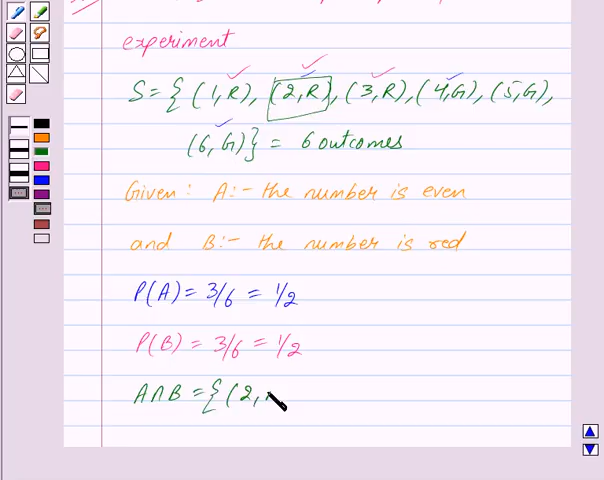 experiment
S = { (1, R), (2, R), (3, R), (4, G), (5, G),
(6, G) } = 6 outcomes
Given: A:- the number is even
and B:- the number is red
P(A) = 3/6 = 1/2
P(B) = 3/6 = 1/2
A∩B = { (2,